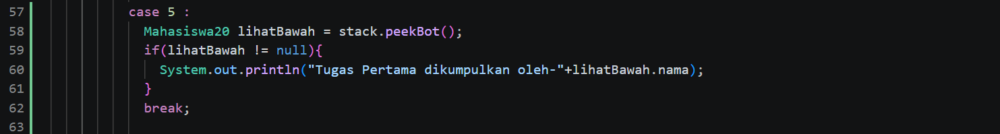 57 case 5 :
58 Mahasiswa20 lihatBawah = stack.peekBot();
59 if(lihatBawah != null){
60 System.out.println("Tugas Pertama dikumpulkan oleh-"+lihatBawah.nama);
61 }
62 break;
63